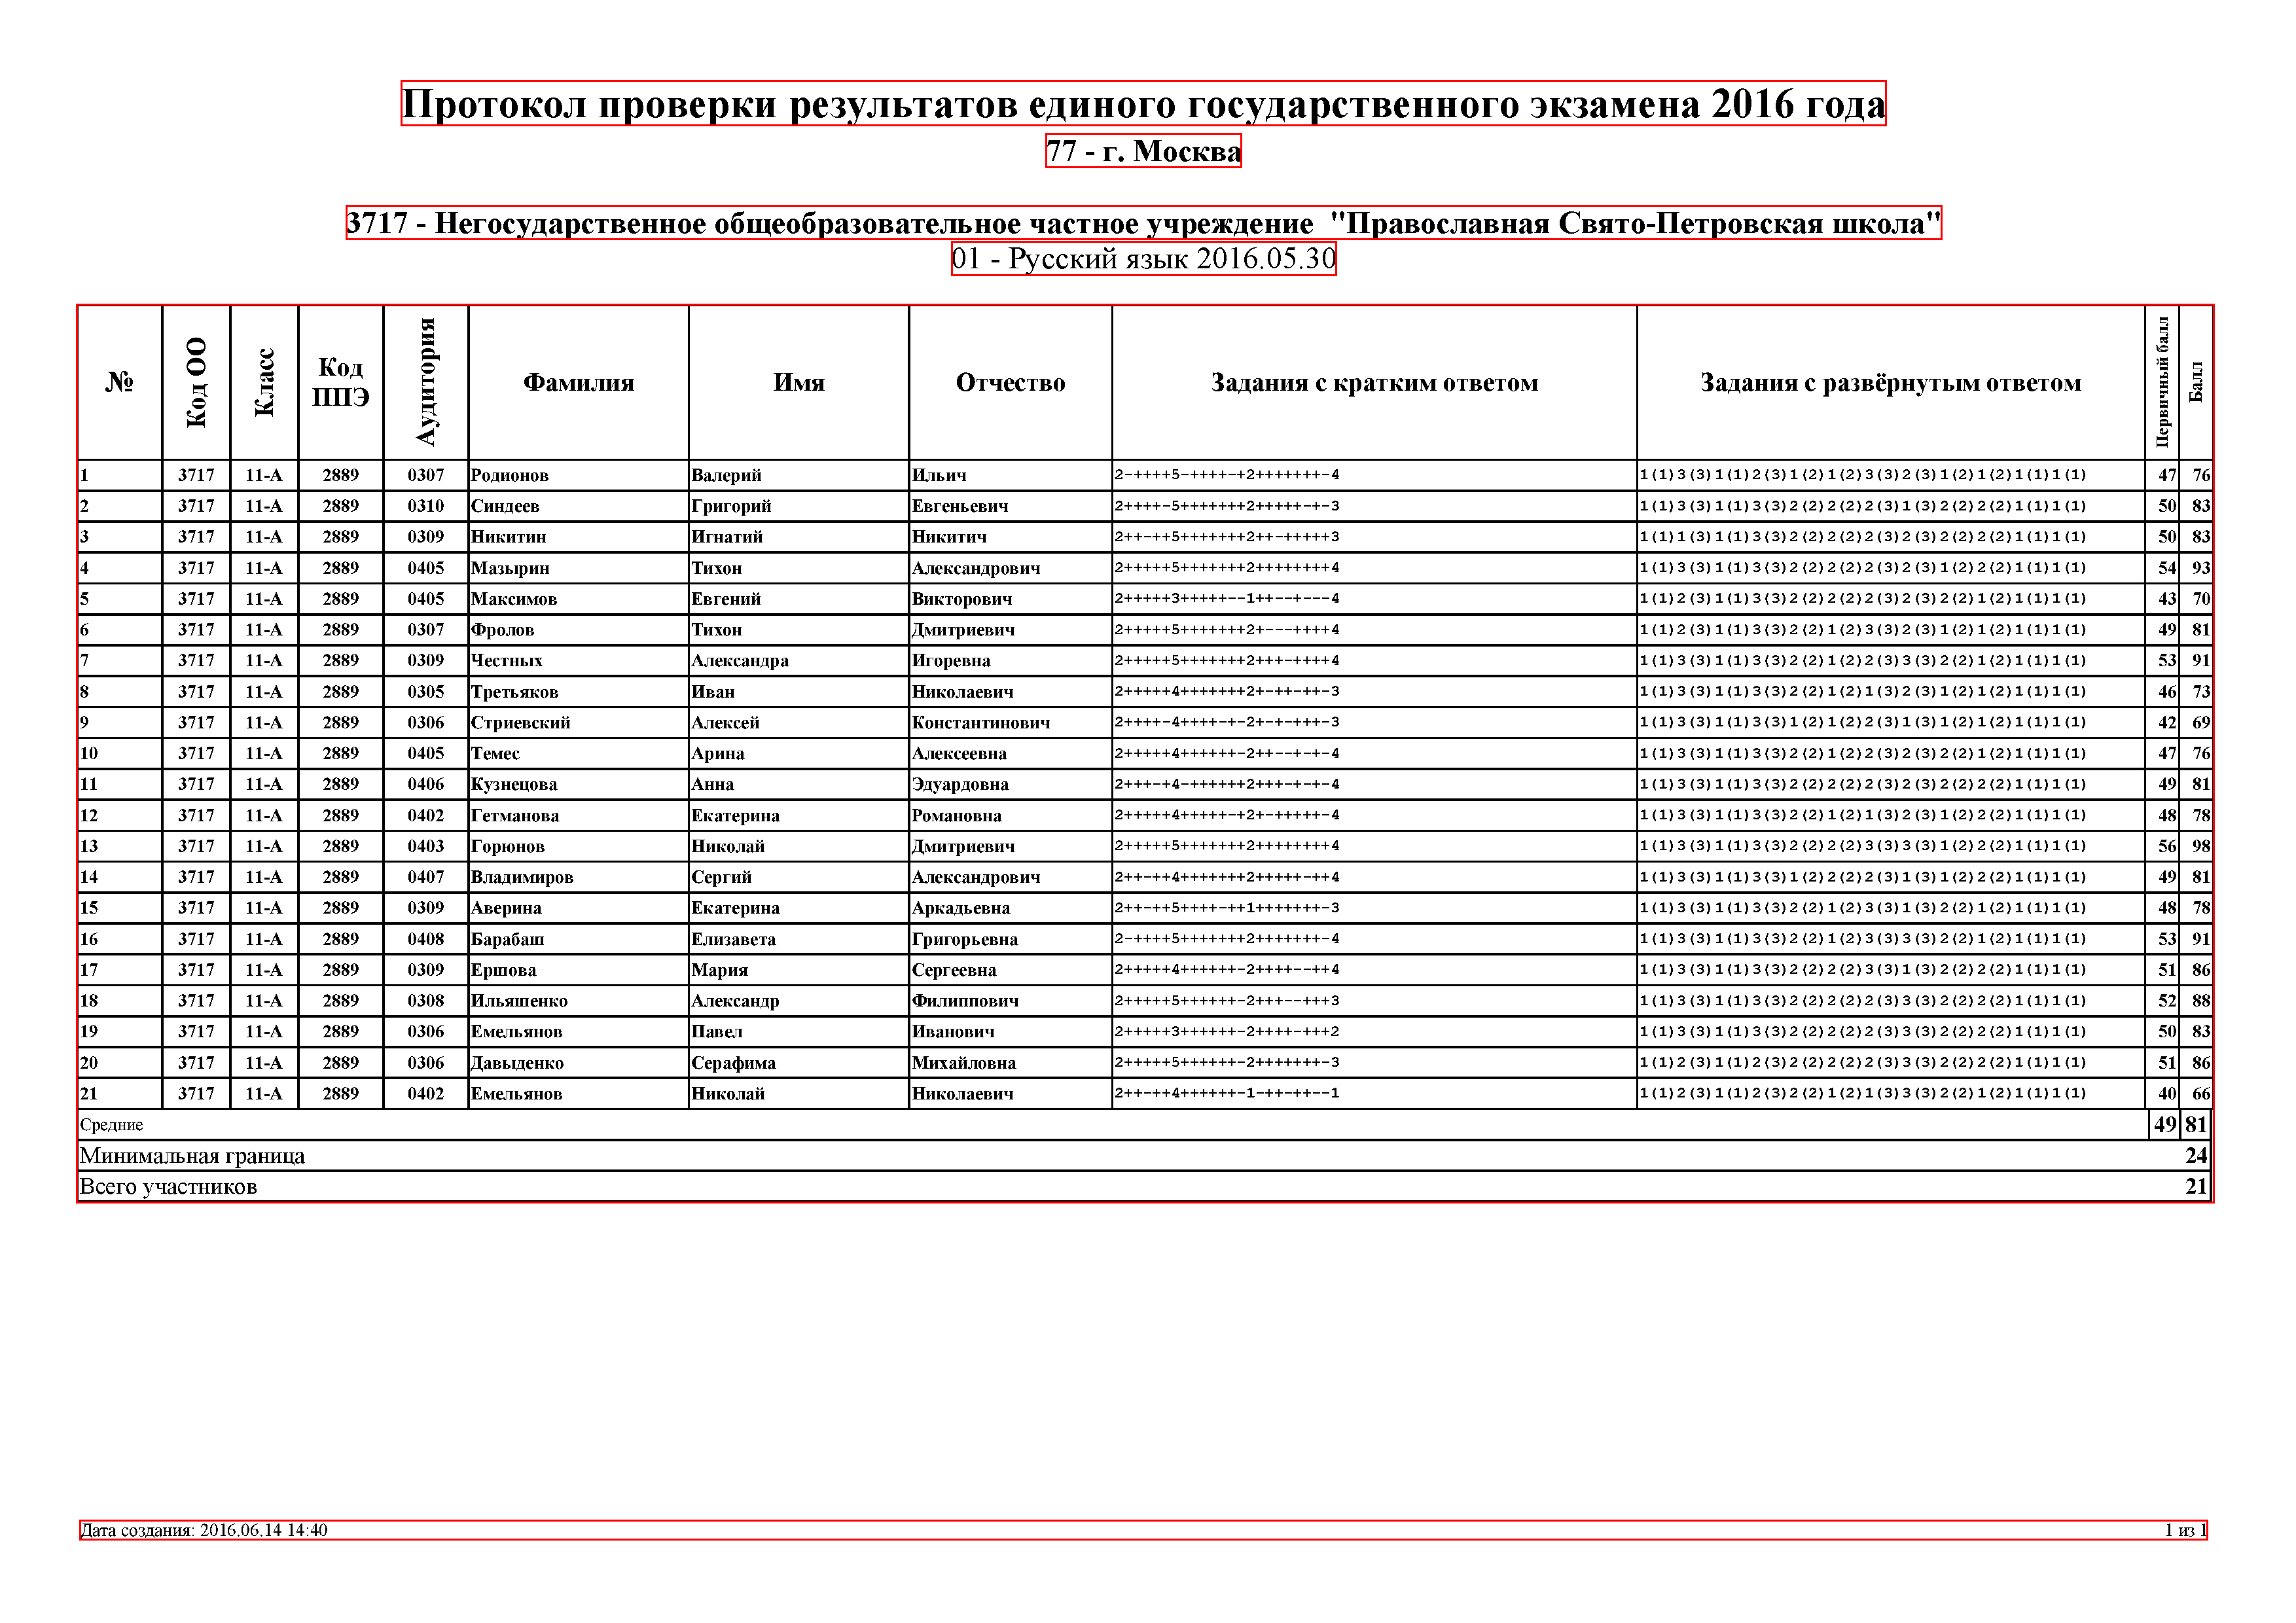 Протокол проверки результатов единого государственного экзамена 2016 года
77 - г. Москва
3717 - Негосударственное общеобразовательное частное учреждение "Православная Свято-Петровская школа"
01 - Русский язык 2016.05.30
№ Код ОО Класс Код ППЭ Аудитория Фамилия Имя Отчество Задания с кратким ответом Задания с развёрнутым ответом Первичный балл Балл
1 3717 11-А 2889 0307 Родионов Валерий Ильич 2-++++5-++++-+2+++++++-4 1(1)3(3)1(1)2(3)1(2)1(2)3(3)2(3)1(2)1(2)1(1)1(1) 47 76
2 3717 11-А 2889 0310 Синдеев Григорий Евгеньевич 2++++-5+++++++2+++++-+-3 1(1)3(3)1(1)3(3)2(2)2(2)2(3)1(3)2(2)2(2)1(1)1(1) 50 83
3 3717 11-А 2889 0309 Никитин Игнатий Никитич 2++-++5+++++++2++-+++++3 1(1)1(3)1(1)3(3)2(2)2(2)2(3)2(3)2(2)2(2)1(1)1(1) 50 83
4 3717 11-А 2889 0405 Мазырин Тихон Александрович 2+++++5+++++++2++++++++4 1(1)3(3)1(1)3(3)2(2)2(2)2(3)2(3)1(2)2(2)1(1)1(1) 54 93
5 3717 11-А 2889 0405 Максимов Евгений Викторович 2+++++3+++++--1++--+---4 1(1)2(3)1(1)3(3)2(2)2(2)2(3)2(3)2(2)1(2)1(1)1(1) 43 70
6 3717 11-А 2889 0307 Фролов Тихон Дмитриевич 2+++++5+++++++2+---++++4 1(1)2(3)1(1)3(3)2(2)1(2)3(3)2(3)1(2)1(2)1(1)1(1) 49 81
7 3717 11-А 2889 0309 Честных Александра Игоревна 2+++++5+++++++2+++-++++4 1(1)3(3)1(1)3(3)2(2)1(2)2(3)3(3)2(2)1(2)1(1)1(1) 53 91
8 3717 11-А 2889 0305 Третьяков Иван Николаевич 2+++++4+++++++2+-++-++-3 1(1)3(3)1(1)3(3)2(2)1(2)1(3)2(3)1(2)1(2)1(1)1(1) 46 73
9 3717 11-А 2889 0306 Стриевский Алексей Константинович 2++++-4++++-+-2+-+-+++-3 1(1)3(3)1(1)3(3)1(2)1(2)2(3)1(3)1(2)1(2)1(1)1(1) 42 69
10 3717 11-А 2889 0405 Темес Арина Алексеевна 2+++++4++++++-2++--+-+-4 1(1)3(3)1(1)3(3)2(2)1(2)2(3)2(3)2(2)1(2)1(1)1(1) 47 76
11 3717 11-А 2889 0406 Кузнецова Анна Эдуардовна 2+++-+4-++++++2+++-+-+-4 1(1)3(3)1(1)3(3)2(2)2(2)2(3)2(3)2(2)1(2)1(1)1(1) 49 81
12 3717 11-А 2889 0402 Гетманова Екатерина Романовна 2+++++4+++++-+2+-+++++-4 1(1)3(3)1(1)3(3)2(2)1(2)1(3)2(3)1(2)2(2)1(1)1(1) 48 78
13 3717 11-А 2889 0403 Горюнов Николай Дмитриевич 2+++++5+++++++2++++++++4 1(1)3(3)1(1)3(3)2(2)2(2)3(3)3(3)1(2)2(2)1(1)1(1) 56 98
14 3717 11-А 2889 0407 Владимиров Сергий Александрович 2++-++4+++++++2+++++-++4 1(1)3(3)1(1)3(3)1(2)2(2)2(3)1(3)1(2)2(2)1(1)1(1) 49 81
15 3717 11-А 2889 0309 Аверина Екатерина Аркадьевна 2++-++5++++-++1+++++++-3 1(1)3(3)1(1)3(3)2(2)1(2)3(3)1(3)2(2)1(2)1(1)1(1) 48 78
16 3717 11-А 2889 0408 Барабаш Елизавета Григорьевна 2-++++5+++++++2+++++++-4 1(1)3(3)1(1)3(3)2(2)1(2)3(3)3(3)2(2)1(2)1(1)1(1) 53 91
17 3717 11-А 2889 0309 Ершова Мария Сергеевна 2+++++4++++++-2++++--++4 1(1)3(3)1(1)3(3)2(2)2(2)3(3)1(3)2(2)2(2)1(1)1(1) 51 86
18 3717 11-А 2889 0308 Ильяшенко Александр Филиппович 2+++++5++++++-2+++--+++3 1(1)3(3)1(1)3(3)2(2)2(2)2(3)3(3)2(2)2(2)1(1)1(1) 52 88
19 3717 11-А 2889 0306 Емельянов Павел Иванович 2+++++3++++++-2++++-+++2 1(1)3(3)1(1)3(3)2(2)2(2)2(3)3(3)2(2)2(2)1(1)1(1) 50 83
20 3717 11-А 2889 0306 Давыденко Серафима Михайловна 2+++++5++++++-2+++++++-3 1(1)2(3)1(1)2(3)2(2)2(2)2(3)3(3)2(2)2(2)1(1)1(1) 51 86
21 3717 11-А 2889 0402 Емельянов Николай Николаевич 2++-++4++++++-1-++-++--1 1(1)2(3)1(1)2(3)2(2)1(2)1(3)3(3)2(2)1(2)1(1)1(1) 40 66
Средние 49 81
Минимальная граница 24
Всего участников 21
Дата создания: 2016.06.14 14:40 1 из 1